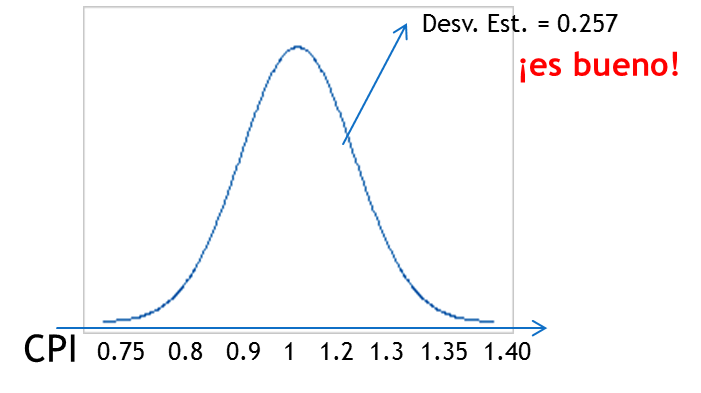 Desv. Est. = 0.257
¡es bueno!
CPI 0.75 0.8 0.9 1 1.2 1.3 1.35 1.40